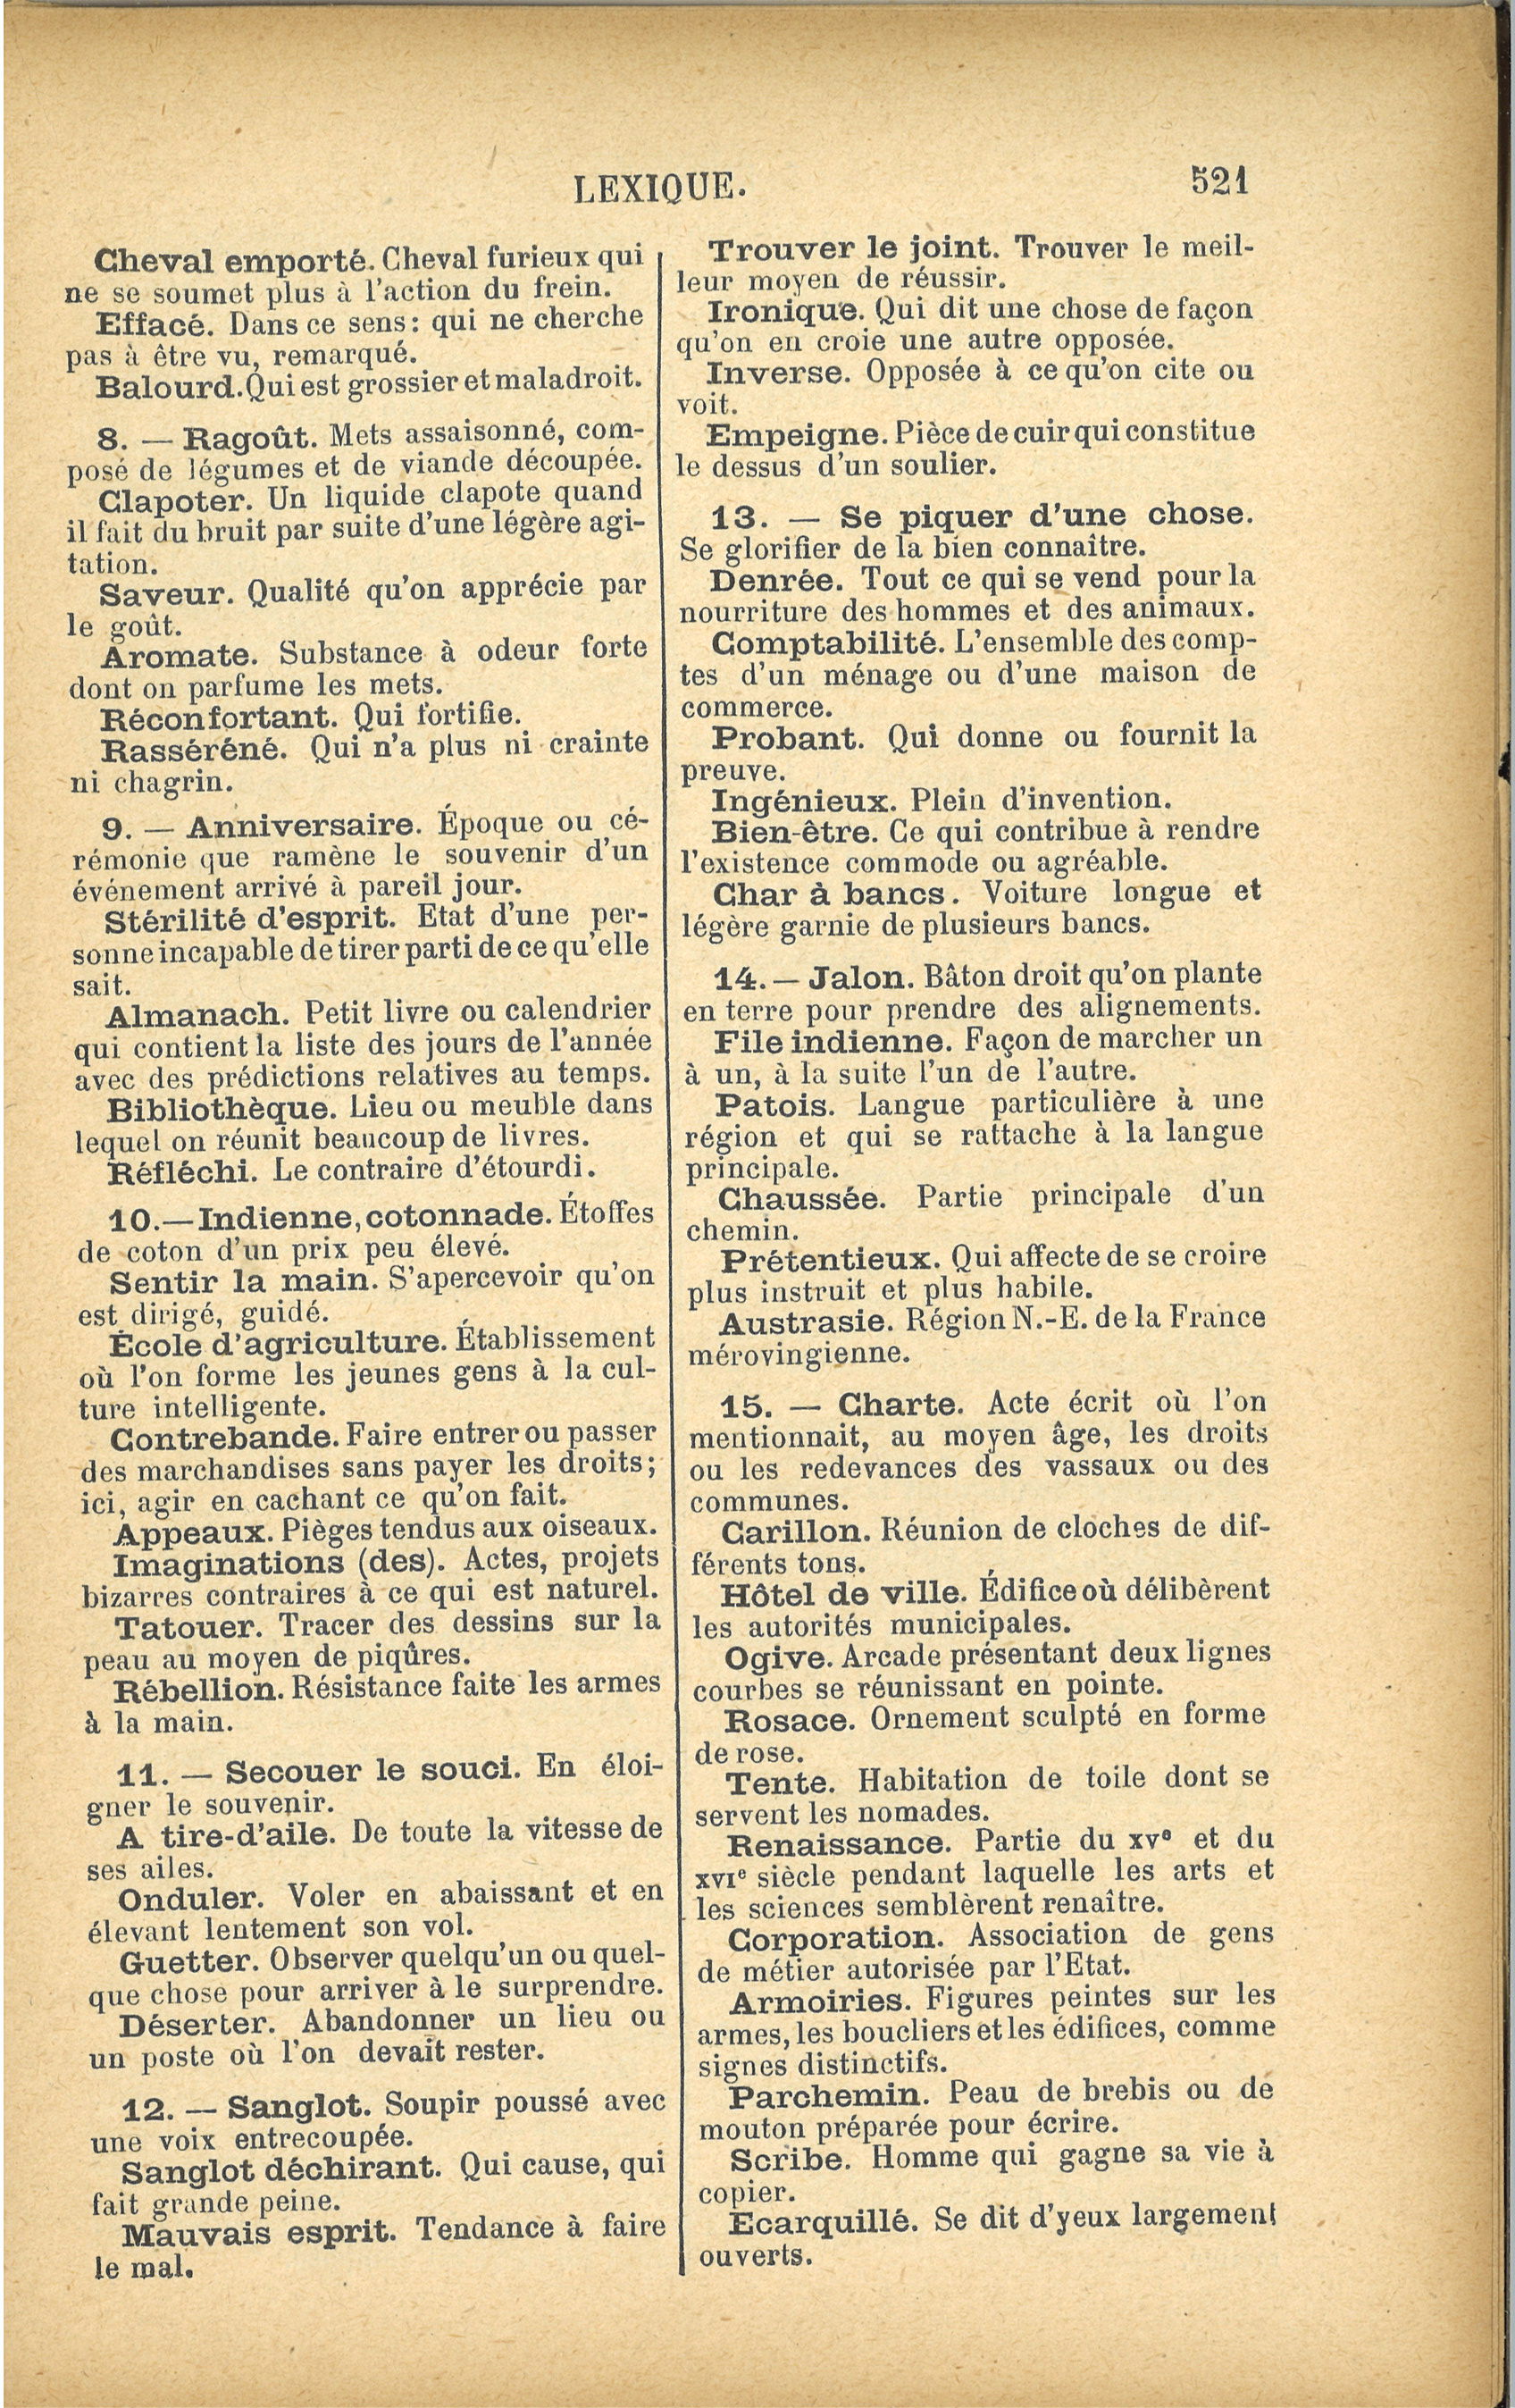 LEXIQUE.
521
Cheval emporté. Cheval furieux qui
ne se soumet plus à l'action du frein.
Effacé. Dans ce sens: qui ne cherche
pas à être vu, remarqué.
Balourd. Qui est grossier et maladroit.
8. — Ragoût. Mets assaisonné, com-
posé de légumes et de viande découpée.
Clapoter. Un liquide clapote quand
il fait du bruit par suite d'une légère agi-
tation.
Saveur. Qualité qu'on apprécie par
le goût.
Aromate. Substance à odeur forte
dont on parfume les mets.
Réconfortant. Qui fortifie.
Rasséréné. Qui n'a plus ni crainte
ni chagrin.
9. — Anniversaire. Époque ou cé-
rémonie que ramène le souvenir d'un
événement arrivé à pareil jour.
Stérilité d'esprit. Etat d'une per-
sonne incapable de tirer parti de ce qu'elle
sait.
Almanach. Petit livre ou calendrier
qui contient la liste des jours de l'année
avec des prédictions relatives au temps.
Bibliothèque. Lieu ou meuble dans
lequel on réunit beaucoup de livres.
Réfléchi. Le contraire d'étourdi.
10. — Indienne, cotonnade. Étoffes
de coton d'un prix peu élevé.
Sentir la main. S'apercevoir qu'on
est dirigé, guidé.
École d'agriculture. Établissement
où l'on forme les jeunes gens à la cul-
ture intelligente.
Contrebande. Faire entrer ou passer
des marchandises sans payer les droits;
ici, agir en cachant ce qu'on fait.
Appeaux. Pièges tendus aux oiseaux.
Imaginations (des). Actes, projets
bizarres contraires à ce qui est naturel.
Tatouer. Tracer des dessins sur la
peau au moyen de piqûres.
Rébellion. Résistance faite les armes
à la main.
11. — Secouer le souci. En éloi-
gner le souvenir.
A tire-d'aile. De toute la vitesse de
ses ailes.
Onduler. Voler en abaissant et en
élevant lentement son vol.
Guetter. Observer quelqu'un ou quel-
que chose pour arriver à le surprendre.
Déserter. Abandonner un lieu ou
un poste où l'on devait rester.
12. — Sanglot. Soupir poussé avec
une voix entrecoupée.
Sanglot déchirant. Qui cause, qui
fait grande peine.
Mauvais esprit. Tendance à faire
le mal.
Trouver le joint. Trouver le meil-
leur moyen de réussir.
Ironique. Qui dit une chose de façon
qu'on en croie une autre opposée.
Inverse. Opposée à ce qu'on cite ou
voit.
Empeigne. Pièce de cuir qui constitue
le dessus d'un soulier.
13. — Se piquer d'une chose.
Se glorifier de la bien connaître.
Denrée. Tout ce qui se vend pour la
nourriture des hommes et des animaux.
Comptabilité. L'ensemble des comp-
tes d'un ménage ou d'une maison de
commerce.
Probant. Qui donne ou fournit la
preuve.
Ingénieux. Plein d'invention.
Bien-être. Ce qui contribue à rendre
l'existence commode ou agréable.
Char à bancs. Voiture longue et
légère garnie de plusieurs bancs.
14. — Jalon. Bâton droit qu'on plante
en terre pour prendre des alignements.
File indienne. Façon de marcher un
à un, à la suite l'un de l'autre.
Patois. Langue particulière à une
région et qui se rattache à la langue
principale.
Chaussée. Partie principale d'un
chemin.
Prétentieux. Qui affecte de se croire
plus instruit et plus habile.
Austrasie. Région N.-E. de la France
mérovingienne.
15. — Charte. Acte écrit où l'on
mentionnait, au moyen âge, les droits
ou les redevances des vassaux ou des
communes.
Carillon. Réunion de cloches de dif-
férents tons.
Hôtel de ville. Édifice où délibèrent
les autorités municipales.
Ogive. Arcade présentant deux lignes
courbes se réunissant en pointe.
Rosace. Ornement sculpté en forme
de rose.
Tente. Habitation de toile dont se
servent les nomades.
Renaissance. Partie du XVe et du
XVIe siècle pendant laquelle les arts et
les sciences semblèrent renaître.
Corporation. Association de gens
de métier autorisée par l'Etat.
Armoiries. Figures peintes sur les
armes, les boucliers et les édifices, comme
signes distinctifs.
Parchemin. Peau de brebis ou de
mouton préparée pour écrire.
Scribe. Homme qui gagne sa vie à
copier.
Ecarquillé. Se dit d'yeux largement
ouverts.